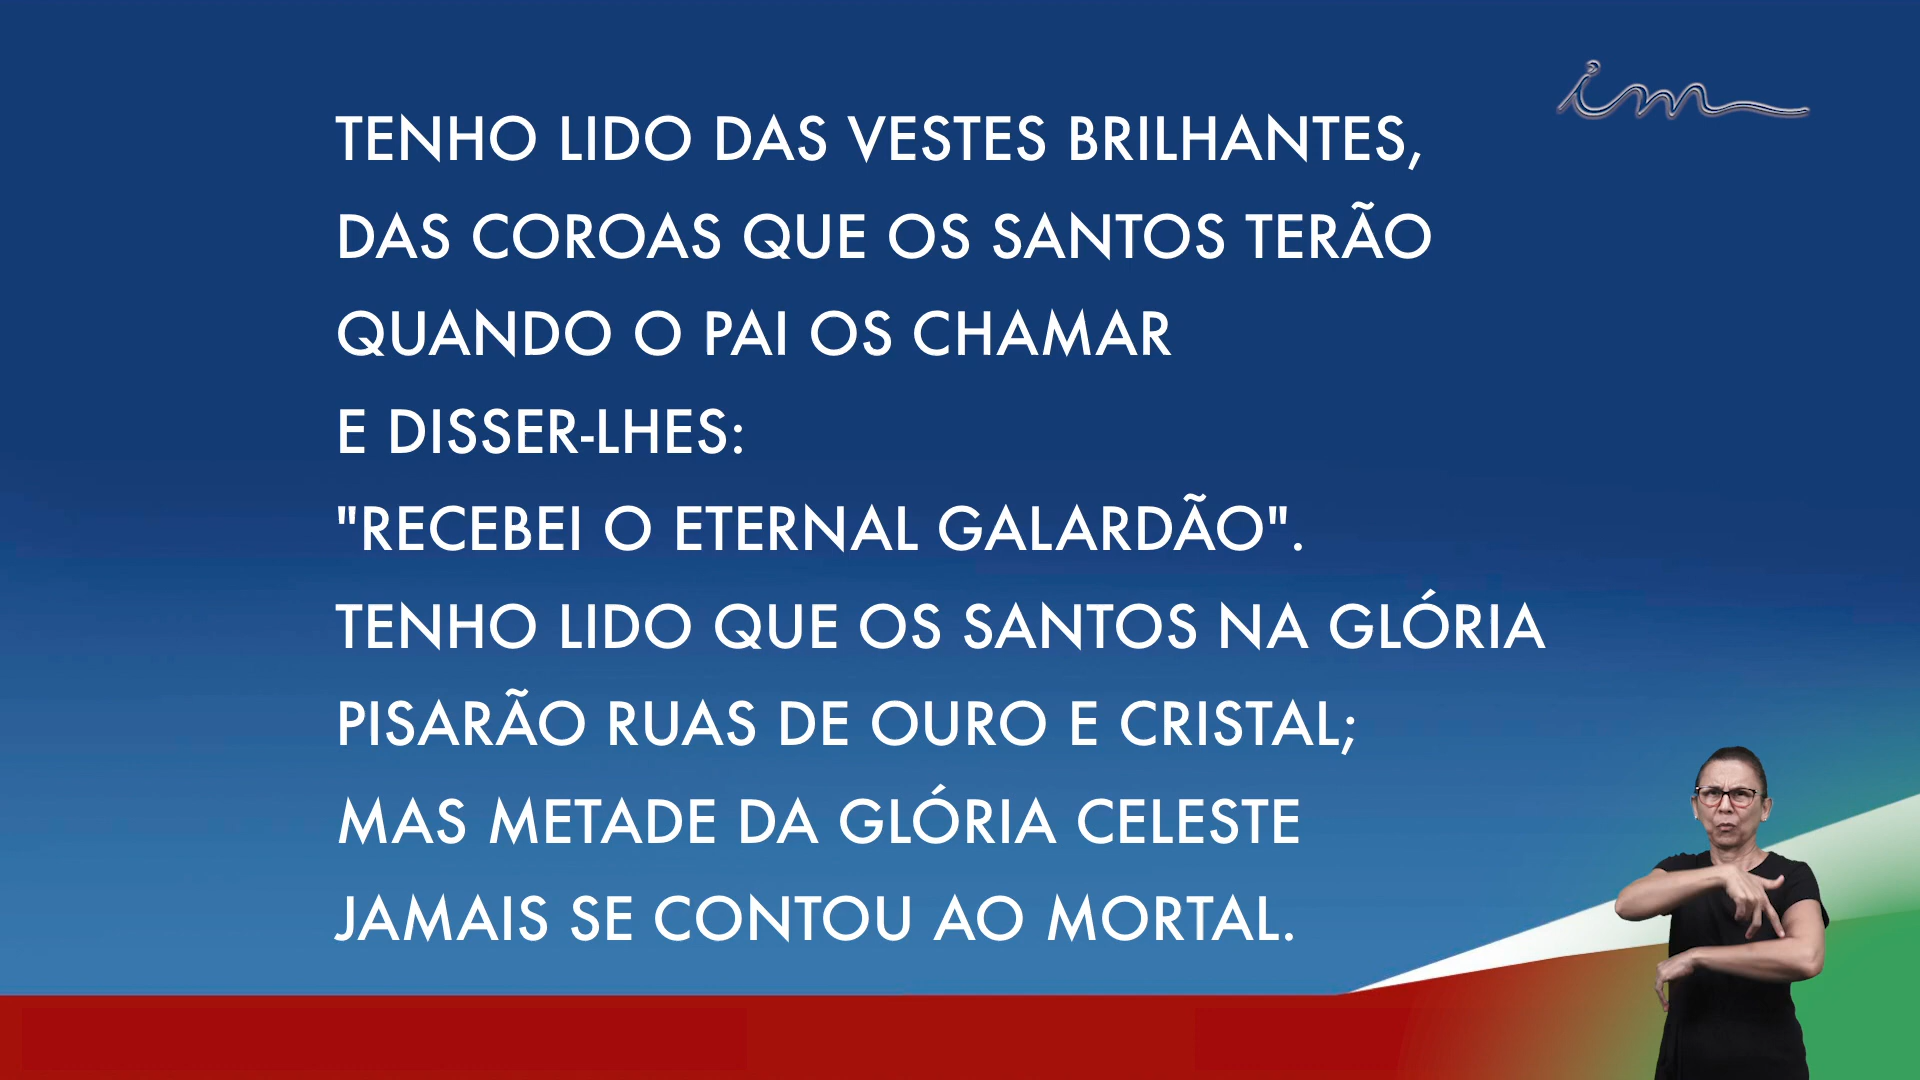 im
TENHO LIDO DAS VESTES BRILHANTES,
DAS COROAS QUE OS SANTOS TERÃO
QUANDO O PAI OS CHAMAR
E DISSER-LHES:
"RECEBEI O ETERNAL GALARDÃO".
TENHO LIDO QUE OS SANTOS NA GLÓRIA
PISARÃO RUAS DE OURO E CRISTAL;
MAS METADE DA GLÓRIA CELESTE
JAMAIS SE CONTOU AO MORTAL.